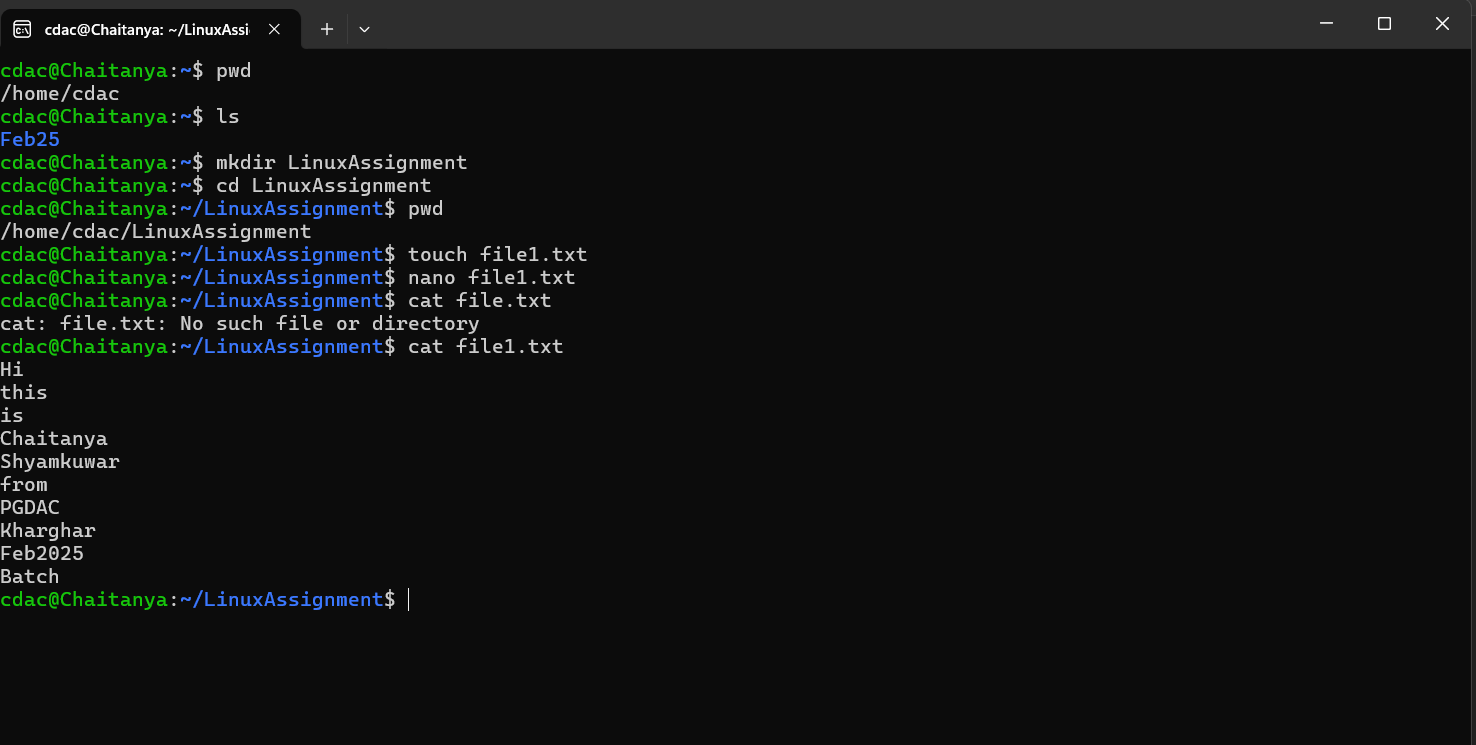 cdac@Chaitanya: ~/LinuxAssi
cdac@Chaitanya:~$ pwd
/home/cdac
cdac@Chaitanya:~$ ls
Feb25
cdac@Chaitanya:~$ mkdir LinuxAssignment
cdac@Chaitanya:~$ cd LinuxAssignment
cdac@Chaitanya:~/LinuxAssignment$ pwd
/home/cdac/LinuxAssignment
cdac@Chaitanya:~/LinuxAssignment$ touch file1.txt
cdac@Chaitanya:~/LinuxAssignment$ nano file1.txt
cdac@Chaitanya:~/LinuxAssignment$ cat file.txt
cat: file.txt: No such file or directory
cdac@Chaitanya:~/LinuxAssignment$ cat file1.txt
Hi
this
is
Chaitanya
Shyamkuwar
from
PGDAC
Kharghar
Feb2025
Batch
cdac@Chaitanya:~/LinuxAssignment$